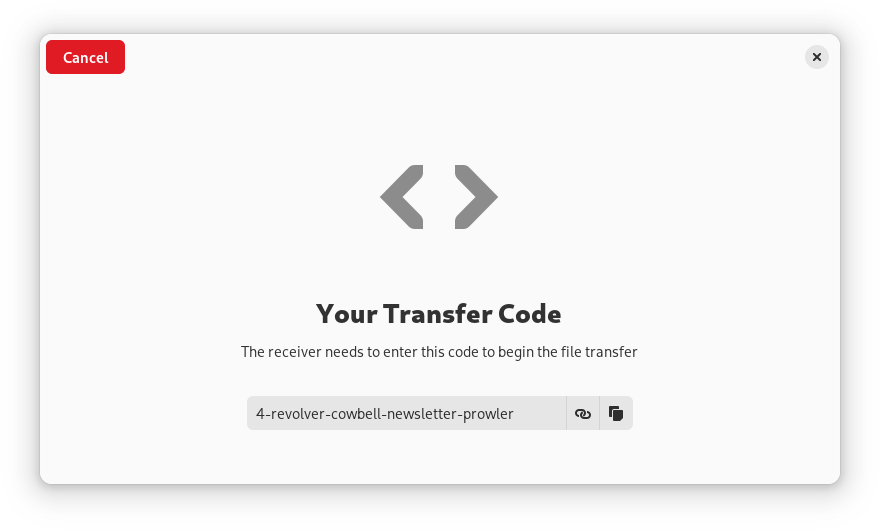 Cancel
Your Transfer Code
The receiver needs to enter this code to begin the file transfer
4-revolver-cowbell-newsletter-prowler